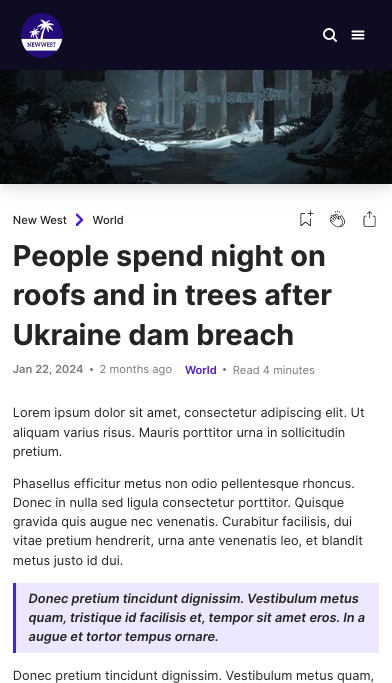 NEWWEST
New West
World
People spend night on
roofs and in trees after
Ukraine dam breach
Jan 22, 2024 • 2 months ago World • Read 4 minutes
Lorem ipsum dolor sit amet, consectetur adipiscing elit. Ut
aliquam varius risus. Mauris porttitor urna in sollicitudin
pretium.
Phasellus efficitur metus non odio pellentesque rhoncus.
Donec in nulla sed ligula consectetur porttitor. Quisque
gravida quis augue nec venenatis. Curabitur facilisis, dui
vitae pretium hendrerit, urna ante venenatis leo, et blandit
metus justo id dui.
Donec pretium tincidunt dignissim. Vestibulum metus
quam, tristique id facilisis et, tempor sit amet eros. In a
augue et tortor tempus ornare.
Donec pretium tincidunt dignissim. Vestibulum metus quam,